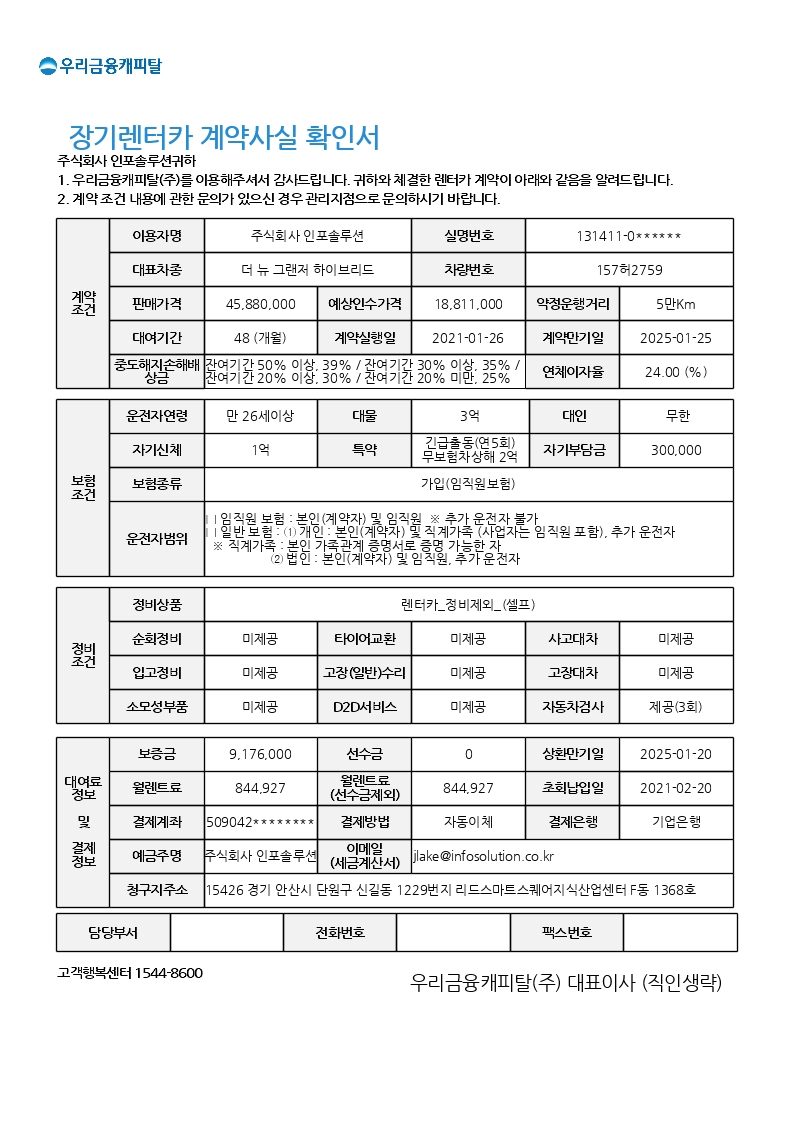 우리금융캐피탈
장기렌터카 계약사실 확인서
주식회사 인포솔루션귀하
1. 우리금융캐피탈(주)를 이용해주셔서 감사드립니다. 귀하와 체결한 렌터카 계약이 아래와 같음을 알려드립니다.
2. 계약 조건 내용에 관한 문의가 있으신 경우 관리지점으로 문의하시기 바랍니다.
계약
조건
이용자명 주식회사 인포솔루션 실명번호 131411-0******
대표차종 더 뉴 그랜저 하이브리드 차량번호 157허2759
판매가격 45,880,000 예상인수가격 18,811,000 약정운행거리 5만Km
대여기간 48 (개월) 계약실행일 2021-01-26 계약만기일 2025-01-25
중도해지손해배
상금
잔여기간 50% 이상, 39% / 잔여기간 30% 이상, 35% /
잔여기간 20% 이상, 30% / 잔여기간 20% 미만, 25%
연체이자율 24.00 (%)
보험
조건
운전자연령 만 26세이상 대물 3억 대인 무한
자기신체 1억 특약 긴급출동(연5회)
무보험차상해 2억
자기부담금 300,000
보험종류 가입(임직원보험)
운전자범위
[ ] 임직원 보험 : 본인(계약자) 및 임직원 ※ 추가 운전자 불가
[ ] 일반 보험 : ⑴ 개인 : 본인(계약자) 및 직계가족 (사업자는 임직원 포함), 추가 운전자
※ 직계가족 : 본인 가족관계 증명서로 증명 가능한 자
⑵ 법인 : 본인(계약자) 및 임직원, 추가 운전자
정비
조건
정비상품 렌터카_정비제외_(셀프)
순회정비 미제공 타이어교환 미제공 사고대차 미제공
입고정비 미제공 고장(일반)수리 미제공 고장대차 미제공
소모성부품 미제공 D2D서비스 미제공 자동차검사 제공(3회)
대여료
정보
및
결제
정보
보증금 9,176,000 선수금 0 상환만기일 2025-01-20
월렌트료 844,927 월렌트료
(선수금제외)
844,927 초회납입일 2021-02-20
결제계좌 509042******** 결제방법 자동이체 결제은행 기업은행
예금주명 주식회사 인포솔루션 이메일
(세금계산서)
jlake@infosolution.co.kr
청구지주소 15426 경기 안산시 단원구 신길동 1229번지 리드스마트스퀘어지식산업센터 F동 1368호
담당부서 전화번호 팩스번호
고객행복센터 1544-8600
우리금융캐피탈(주) 대표이사 (직인생략)